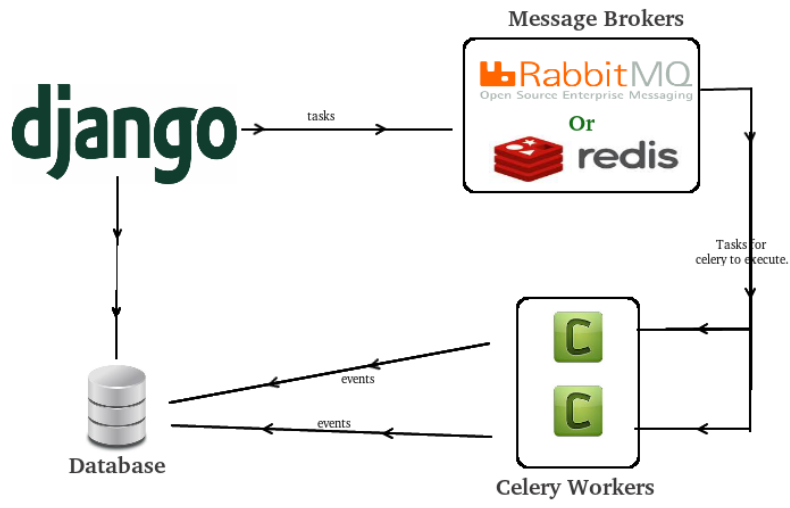 Message Brokers
RabbitMQ
Open Source Enterprise Messaging
django
tasks
Or
redis
Tasks for
celery to execute.
C
events
C
events
Database
Celery Workers